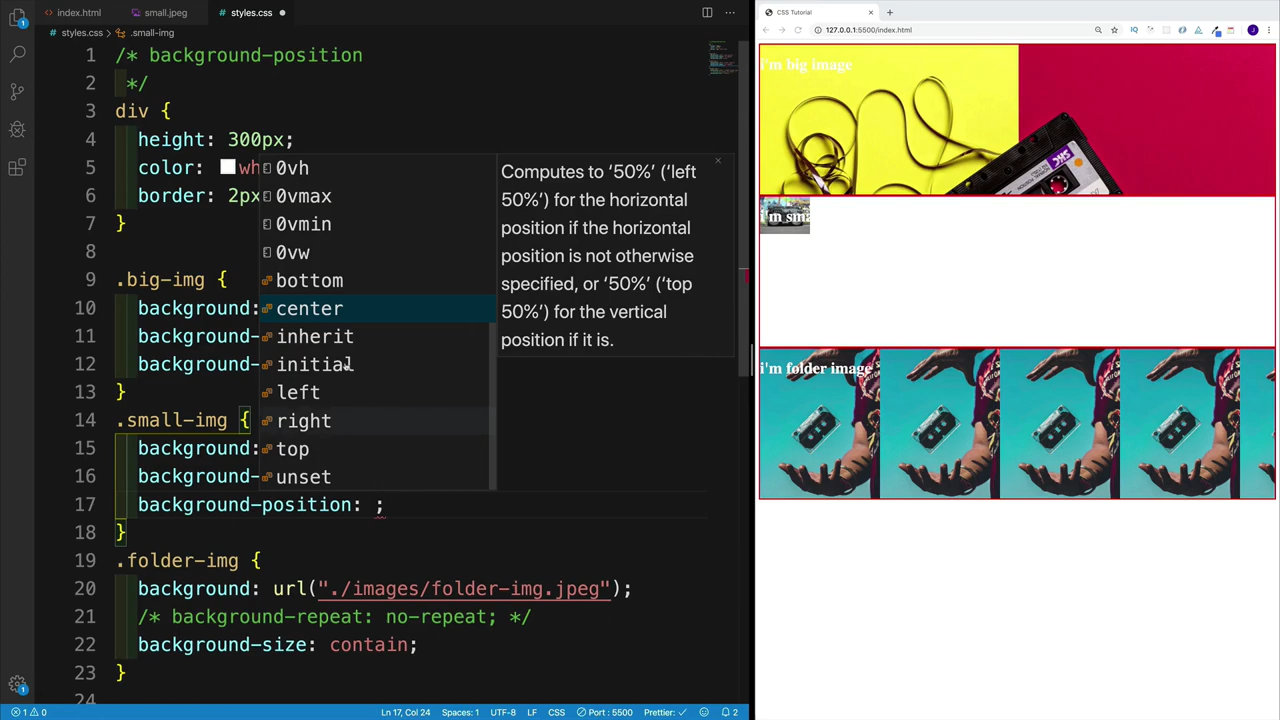 index.html
small.jpeg
styles.css
styles.css > .small-img
1 /* background-position
2 */
3 div {
4 height: 300px;
5 color: wh
6 border: 2px
7 }
8
9 .big-img {
10 background:
11 background-
12 background-
13 }
14 .small-img {
15 background:
16 background-
17 background-position: ;
18 }
19 .folder-img {
20 background: url("./images/folder-img.jpeg");
21 /* background-repeat: no-repeat; */
22 background-size: contain;
23 }
24
0vh
0vmax
0vmin
0vw
bottom
center
inherit
initial
left
right
top
unset
Computes to ‘50%’ (‘left
50%’) for the horizontal
position if the horizontal
position is not otherwise
specified, or ‘50%’ (‘top
50%’) for the vertical
position if it is.
1 0
Ln 17, Col 24
Spaces: 1
UTF-8
LF
CSS
Port : 5500
Prettier: ✓
2
CSS Tutorial
127.0.0.1:5500/index.html
i'm big image
i'm sma
i'm folder image